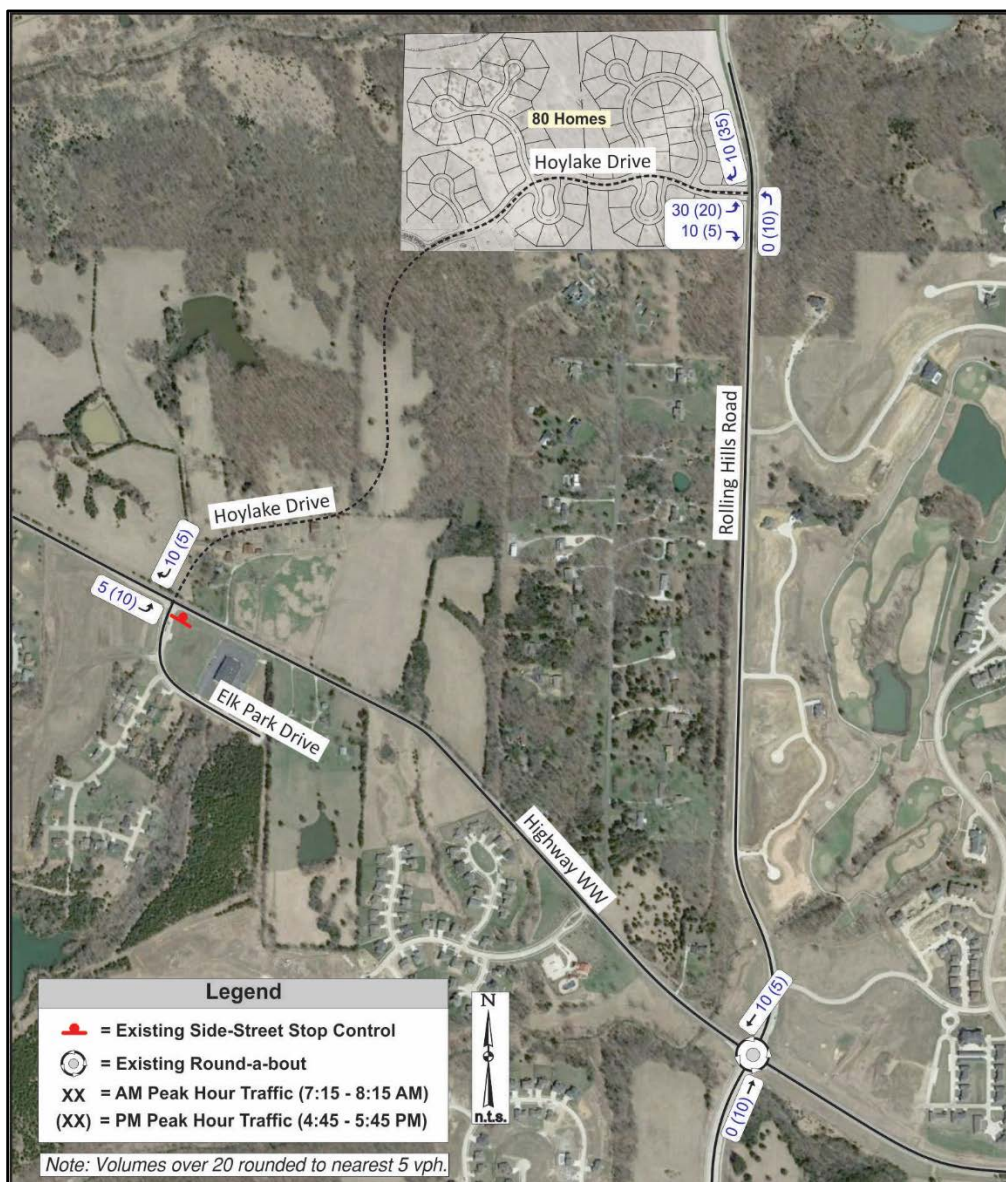 80 Homes
Hoylake Drive
10 (35)
30 (20)
10 (5)
0 (10)
Rolling Hills Road
Hoylake Drive
10 (5)
5 (10)
Elk Park Drive
Highway WW
10 (5)
0 (10)
Legend
= Existing Side-Street Stop Control
= Existing Round-a-bout
XX = AM Peak Hour Traffic (7:15 - 8:15 AM)
(XX) = PM Peak Hour Traffic (4:45 - 5:45 PM)
Note: Volumes over 20 rounded to nearest 5 vph.
N
n.t.s.